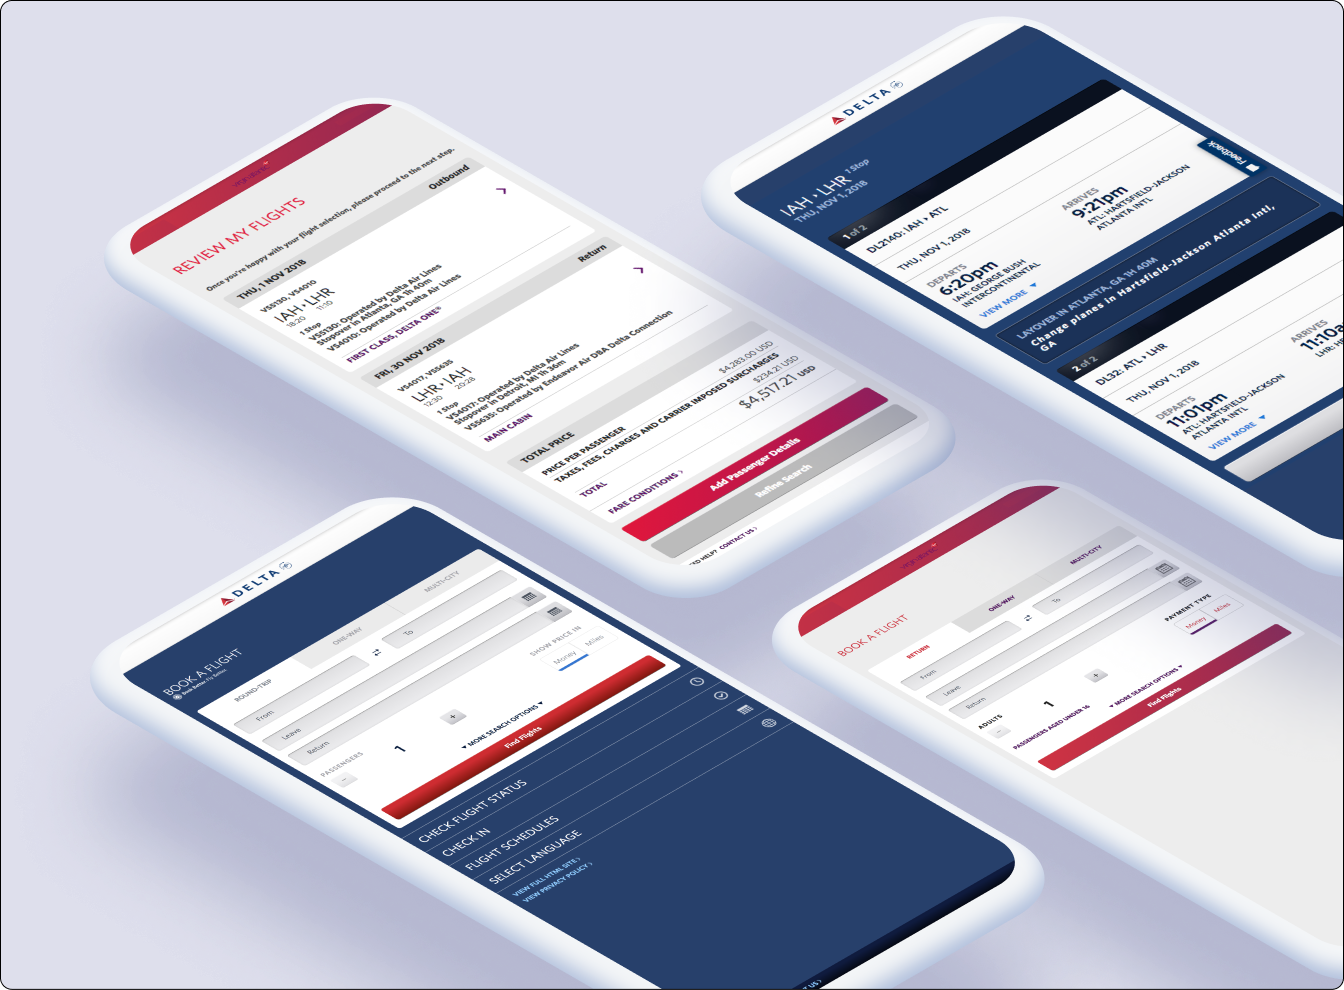 REVIEW MY FLIGHTS
Once you're happy with your flight selection, please proceed to the next step.
THU, 1 NOV 2018
Outbound
VS5130, VS4010
IAH › LHR
18:20 11:10
1 Stop
VS5130: Operated by Delta Air Lines
Stopover in Atlanta, GA 1h 40m
VS4010: Operated by Delta Air Lines
FIRST CLASS, DELTA ONE®
FRI, 30 NOV 2018
Return
VS4017, VS5635
LHR › IAH
12:30 20:28
1 Stop
VS4017: Operated by Delta Air Lines
Stopover in Detroit, MI 1h 36m
VS5635: Operated by Endeavor Air DBA Delta Connection
MAIN CABIN
TOTAL PRICE
PRICE PER PASSENGER $4,283.00 USD
TAXES, FEES, CHARGES AND CARRIER IMPOSED SURCHARGES $234.21 USD
TOTAL $4,517.21 USD
FARE CONDITIONS ›
Add Passenger Details
Refine Search
ED HELP? CONTACT US ›
DELTA
IAH › LHR 1 Stop
THU, NOV 1, 2018
1 of 2
DL2140: IAH › ATL
THU, NOV 1, 2018
DEPARTS
6:20pm
IAH: GEORGE BUSH
INTERCONTINENTAL
ARRIVES
9:21pm
ATL: HARTSFIELD-JACKSON
ATLANTA INTL
VIEW MORE
Feedback
LAYOVER IN ATLANTA, GA 1H 40M
Change planes in Hartsfield-Jackson Atlanta Intl,
GA
2 of 2
DL32: ATL › LHR
THU, NOV 1, 2018
DEPARTS
11:01pm
ATL: HARTSFIELD-JACKSON
ATLANTA INTL
ARRIVES
11:10a
LHR: HE
VIEW MORE
DELTA
BOOK A FLIGHT
Book Better. Fly Better.
ROUND-TRIP ONE-WAY MULTI-CITY
From To
Leave
Return
PASSENGERS
SHOW PRICE IN
Money Miles
− 1 +
MORE SEARCH OPTIONS
Find Flights
CHECK FLIGHT STATUS
CHECK IN
FLIGHT SCHEDULES
SELECT LANGUAGE
VIEW FULL HTML SITE ›
VIEW PRIVACY POLICY ›
T US ›
BOOK A FLIGHT
RETURN ONE-WAY MULTI-CITY
From To
Leave
Return
ADULTS
PAYMENT TYPE
Money Miles
− 1 +
PASSENGERS AGED UNDER 16
MORE SEARCH OPTIONS
Find Flights